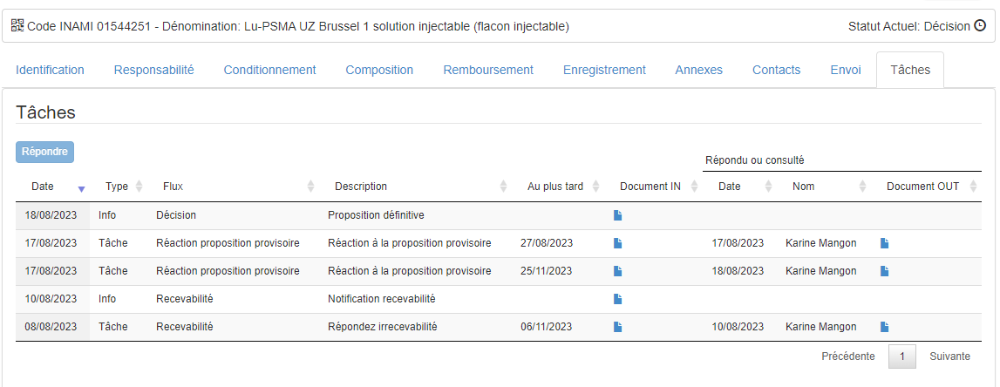 Code INAMI 01544251 - Dénomination: Lu-PSMA UZ Brussel 1 solution injectable (flacon injectable) Statut Actuel: Décision
Identification Responsabilité Conditionnement Composition Remboursement Enregistrement Annexes Contacts Envoi Tâches
Tâches
Répondre
Répondu ou consulté
Date Type Flux Description Au plus tard Document IN Date Nom Document OUT
18/08/2023 Info Décision Proposition définitive
17/08/2023 Tâche Réaction proposition provisoire Réaction à la proposition provisoire 27/08/2023 17/08/2023 Karine Mangon
17/08/2023 Tâche Réaction proposition provisoire Réaction à la proposition provisoire 25/11/2023 18/08/2023 Karine Mangon
10/08/2023 Info Recevabilité Notification recevabilité
08/08/2023 Tâche Recevabilité Répondez irrecevabilité 06/11/2023 10/08/2023 Karine Mangon
Précédente 1 Suivante